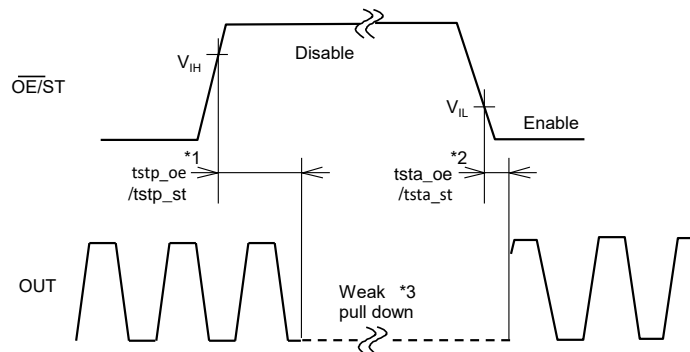 Disable
VIH
OE/ST
VIL
Enable
*1
tstp_oe
/tstp_st
*2
tsta_oe
/tsta_st
OUT
Weak *3
pull down